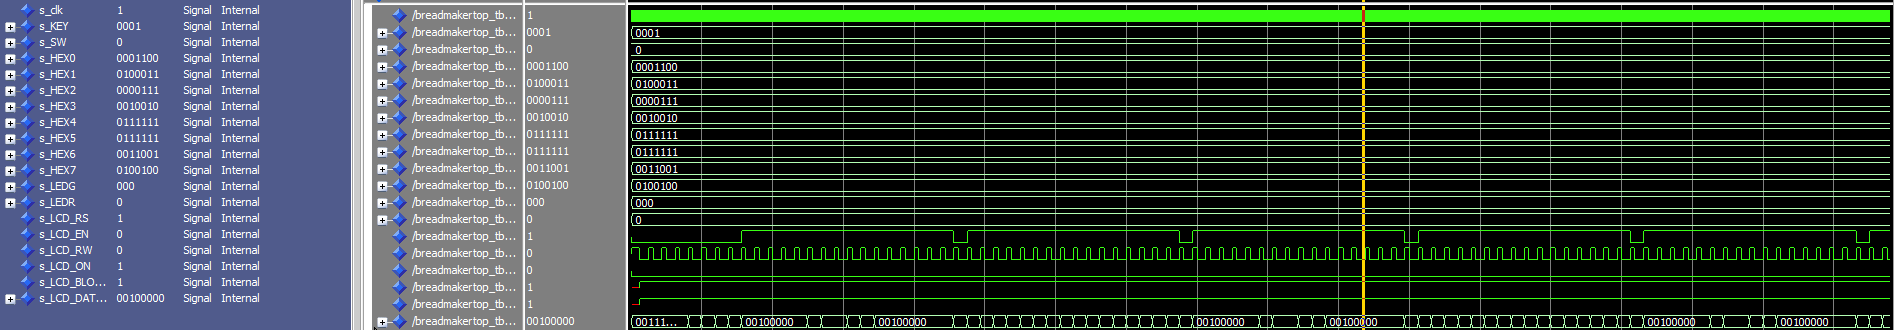 s_clk 1 Signal Internal
s_KEY 0001 Signal Internal
s_SW 0 Signal Internal
s_HEX0 0001100 Signal Internal
s_HEX1 0100011 Signal Internal
s_HEX2 0000111 Signal Internal
s_HEX3 0010010 Signal Internal
s_HEX4 0111111 Signal Internal
s_HEX5 0111111 Signal Internal
s_HEX6 0011001 Signal Internal
s_HEX7 0100100 Signal Internal
s_LEDG 000 Signal Internal
s_LEDR 0 Signal Internal
s_LCD_RS 1 Signal Internal
s_LCD_EN 0 Signal Internal
s_LCD_RW 0 Signal Internal
s_LCD_ON 1 Signal Internal
s_LCD_BLO... 1 Signal Internal
s_LCD_DAT... 00100000 Signal Internal
/breadmakertop_tb... 1
/breadmakertop_tb... 0001 0001
/breadmakertop_tb... 0 0
/breadmakertop_tb... 0001100 0001100
/breadmakertop_tb... 0100011 0100011
/breadmakertop_tb... 0000111 0000111
/breadmakertop_tb... 0010010 0010010
/breadmakertop_tb... 0111111 0111111
/breadmakertop_tb... 0111111 0111111
/breadmakertop_tb... 0011001 0011001
/breadmakertop_tb... 0100100 0100100
/breadmakertop_tb... 000 000
/breadmakertop_tb... 0 0
/breadmakertop_tb... 1
/breadmakertop_tb... 0
/breadmakertop_tb... 0
/breadmakertop_tb... 1
/breadmakertop_tb... 1
/breadmakertop_tb... 00100000 00111... 00100000 00100000 00100000 00100000 00100000 00100000